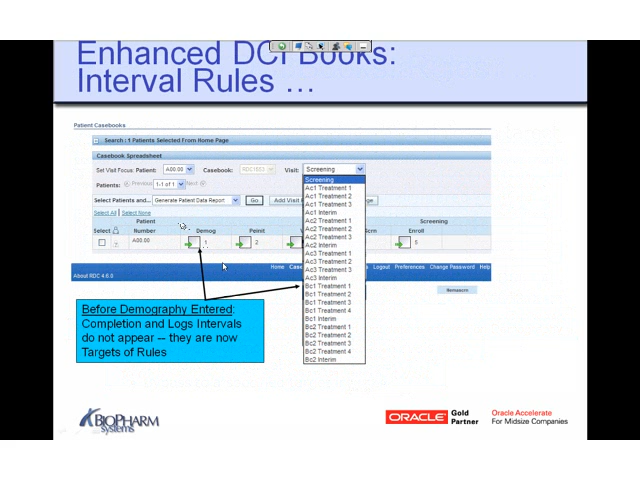 Enhanced DCI Books:
Interval Rules …
Patient Casebooks
Search : 1 Patients Selected From Home Page
Casebook Spreadsheet
Set Visit Focus: Patient: A00.00 Casebook: RDC1683 Visit: Screening
Patients: Previous 1-1 of 1 Next
Select Patients and... Generate Patient Data Report Go Add Visit
Select All | Select None
Patient Screening
Select Number Demog Peinit Enroll
A00.00 1 2 5
Screening
Ac1 Treatment 1
Ac1 Treatment 2
Ac1 Treatment 3
Ac1 Interim
Ac2 Treatment 1
Ac2 Treatment 2
Ac2 Treatment 3
Ac2 Interim
Ac3 Treatment 1
Ac3 Treatment 2
Ac3 Treatment 3
Ac3 Interim
Bc1 Treatment 1
Bc1 Treatment 2
Bc1 Treatment 3
Bc1 Treatment 4
Bc1 Interim
Bc2 Treatment 1
Bc2 Treatment 2
Bc2 Treatment 3
Bc2 Treatment 4
Bc2 Interim
Home Logout Preferences Change Password Help
About RDC 4.6.0
Before Demography Entered:
Completion and Logs Intervals
do not appear -- they are now
Targets of Rules
BIOPHARM
systems
ORACLE Gold
Partner
Oracle Accelerate
For Midsize Companies